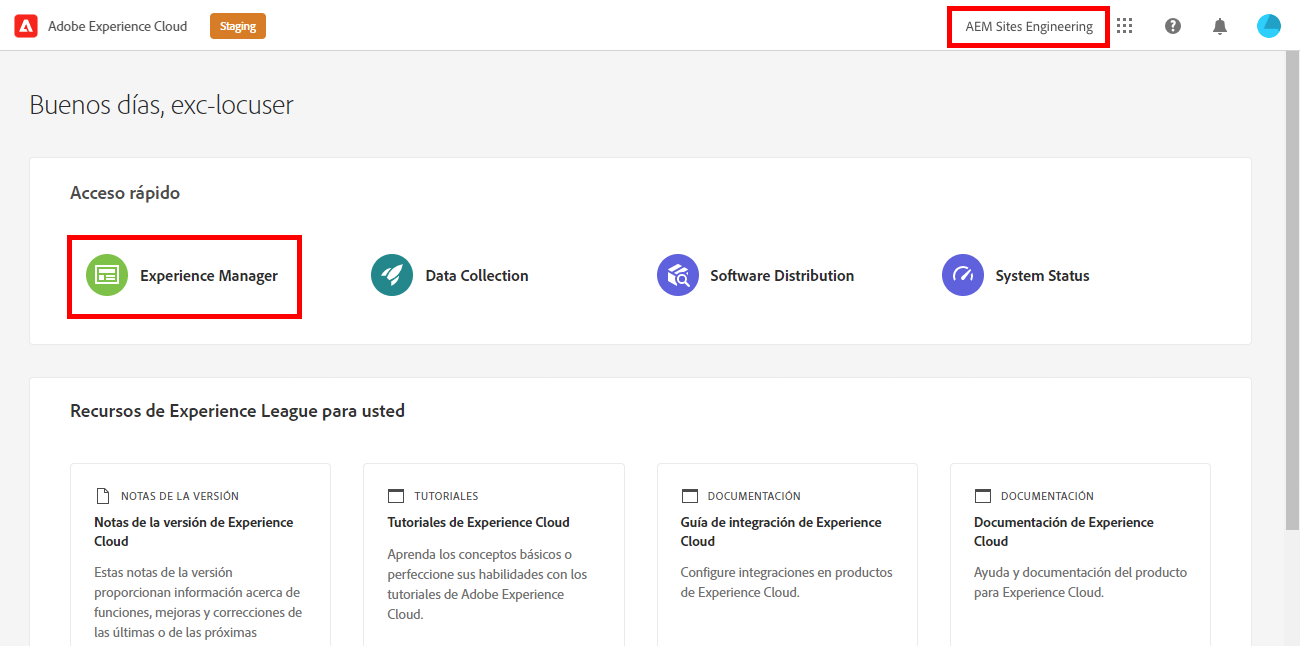 Adobe Experience Cloud
Staging
AEM Sites Engineering
Buenos días, exc-locuser
Acceso rápido
Experience Manager
Data Collection
Software Distribution
System Status
Recursos de Experience League para usted
NOTAS DE LA VERSIÓN
Notas de la versión de Experience
Cloud
Estas notas de la versión
proporcionan información acerca de
funciones, mejoras y correcciones de
las últimas o de las próximas
TUTORIALES
Tutoriales de Experience Cloud
Aprenda los conceptos básicos o
perfeccione sus habilidades con los
tutoriales de Adobe Experience
Cloud.
DOCUMENTACIÓN
Guía de integración de Experience
Cloud
Configure integraciones en productos
de Experience Cloud.
DOCUMENTACIÓN
Documentación de Experience
Cloud
Ayuda y documentación del producto
para Experience Cloud.